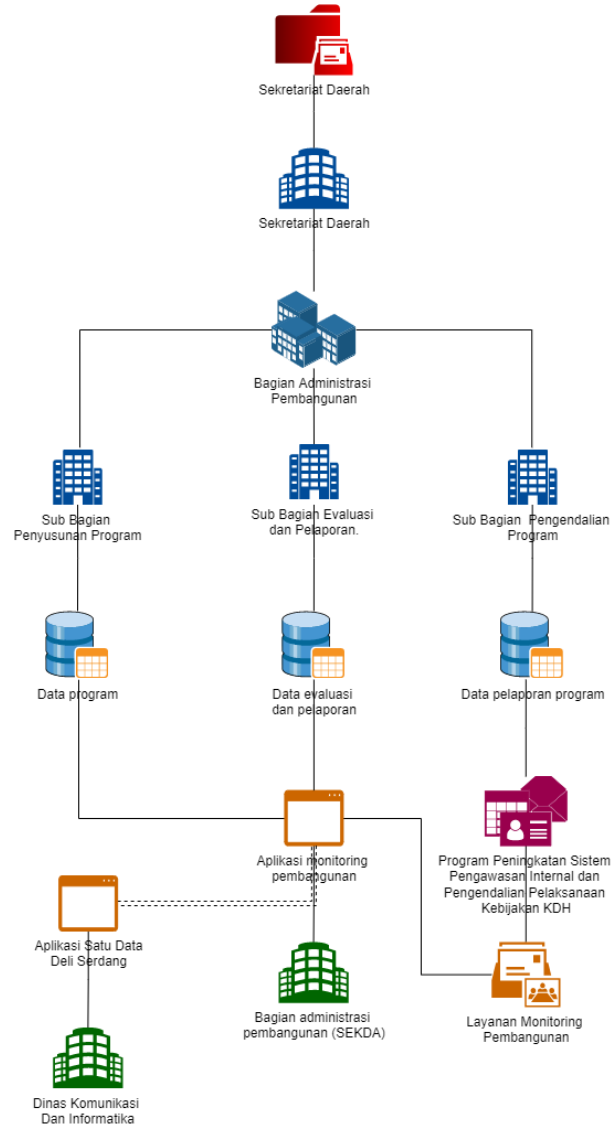 Sekretariat Daerah
Sekretariat Daerah
Bagian Administrasi
Pembangunan
Sub Bagian
Penyusunan Program
Sub Bagian Evaluasi
dan Pelaporan.
Sub Bagian  Pengendalian
Program
Data program
Data evaluasi
dan pelaporan
Data pelaporan program
Aplikasi monitoring
pembangunan
Program Peningkatan Sistem
Pengawasan Internal dan
Pengendalian Pelaksanaan
Kebijakan KDH
Aplikasi Satu Data
Deli Serdang
Bagian administrasi
pembangunan (SEKDA)
Layanan Monitoring
Pembangunan
Dinas Komunikasi
Dan Informatika